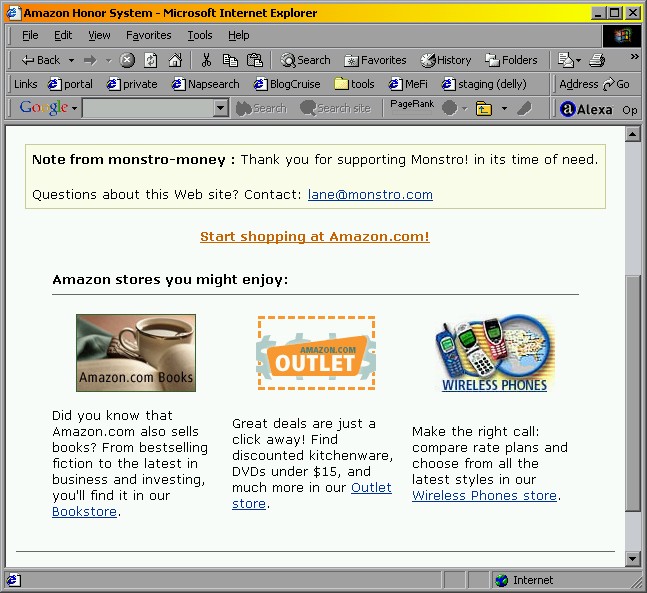 Amazon Honor System - Microsoft Internet Explorer
File Edit View Favorites Tools Help
Back Search Favorites History Folders »
Links portal private Napsearch BlogCruise tools MeFi staging (delly) Address Go
Google Search Search site PageRank Alexa Op
Note from monstro-money : Thank you for supporting Monstro! in its time of need.
Questions about this Web site? Contact: lane@monstro.com
Start shopping at Amazon.com!
Amazon stores you might enjoy:
Amazon.com Books
Did you know that
Amazon.com also sells
books? From bestselling
fiction to the latest in
business and investing,
you'll find it in our
Bookstore.
AMAZON.COM
OUTLET
Great deals are just a
click away! Find
discounted kitchenware,
DVDs under $15, and
much more in our Outlet
store.
WIRELESS PHONES
Make the right call:
compare rate plans and
choose from all the
latest styles in our
Wireless Phones store.
Internet